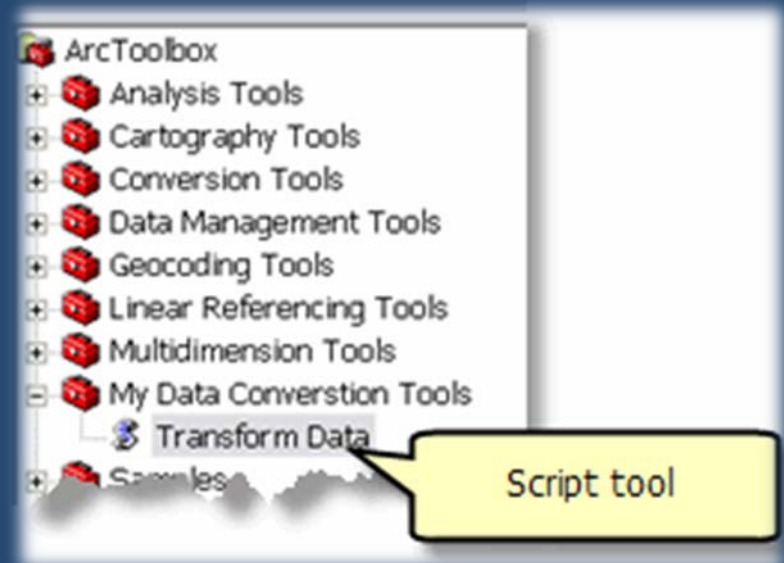 ArcToolbox
Analysis Tools
Cartography Tools
Conversion Tools
Data Management Tools
Geocoding Tools
Linear Referencing Tools
Multidimension Tools
My Data Converstion Tools
Transform Data
Samples
Script tool